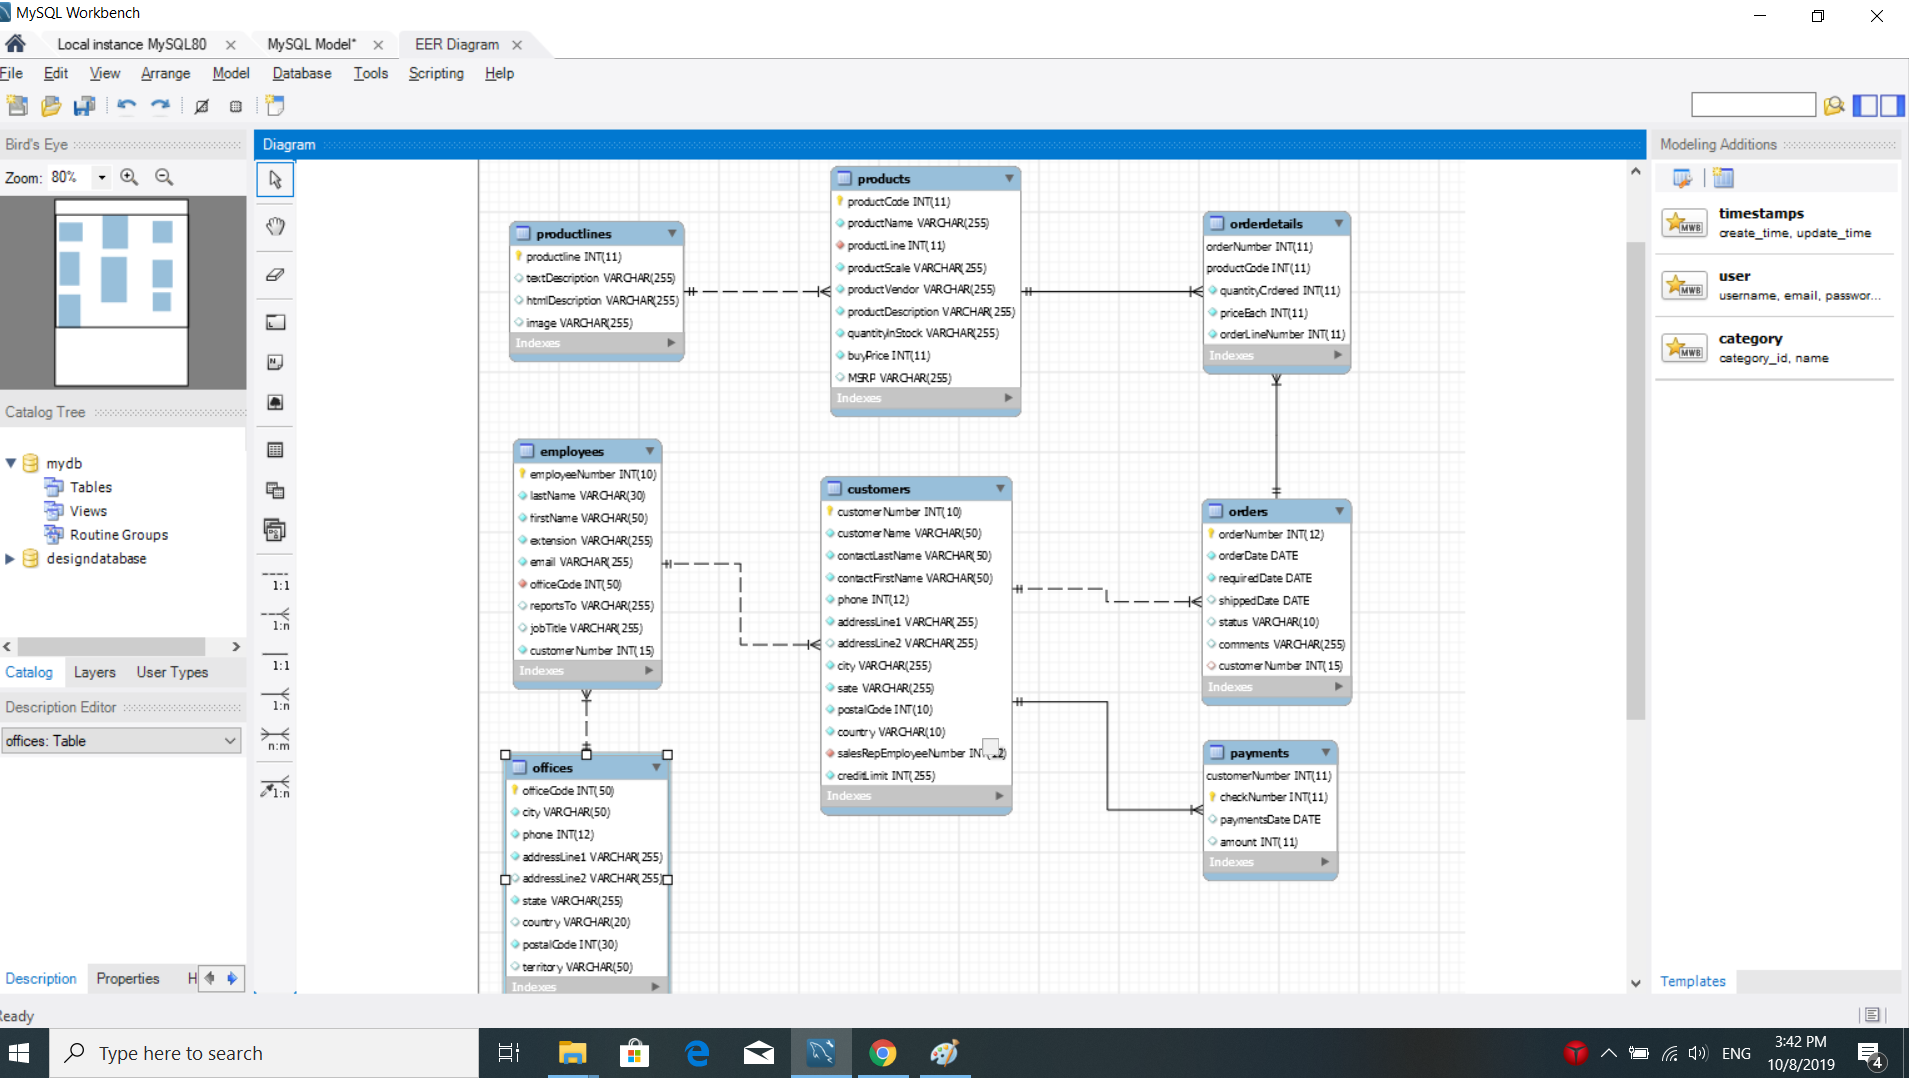 MySQL Workbench
Local instance MySQL80
MySQL Model*
EER Diagram
File Edit View Arrange Model Database Tools Scripting Help
Bird's Eye
Zoom: 80%
Diagram
Modeling Additions
timestamps
create_time, update_time
user
username, email, passwor...
category
category_id, name
Templates
Catalog Tree
mydb
Tables
Views
Routine Groups
designdatabase
Catalog Layers User Types
Description Editor
offices: Table
Description Properties H
1:1
1:n
1:1
1:n
n:m
1:n
productlines
productline INT(11)
textDescription VARCHAR(255)
htmlDescription VARCHAR(255)
image VARCHAR(255)
Indexes
products
productCode INT(11)
productName VARCHAR(255)
productLine INT(11)
productScale VARCHAR(255)
productVendor VARCHAR(255)
productDescription VARCHAR(255)
quantityInStock VARCHAR(255)
buyPrice INT(11)
MSRP VARCHAR(255)
Indexes
orderdetails
orderNumber INT(11)
productCode INT(11)
quantityOrdered INT(11)
priceEach INT(11)
orderLineNumber INT(11)
Indexes
employees
employeeNumber INT(10)
lastName VARCHAR(30)
firstName VARCHAR(50)
extension VARCHAR(255)
email VARCHAR(255)
officeCode INT(50)
reportsTo VARCHAR(255)
jobTitle VARCHAR(255)
customerNumber INT(15)
Indexes
customers
customerNumber INT(10)
customerName VARCHAR(50)
contactLastName VARCHAR(50)
contactFirstName VARCHAR(50)
phone INT(12)
addressLine1 VARCHAR(255)
addressLine2 VARCHAR(255)
city VARCHAR(255)
sate VARCHAR(255)
postalCode INT(10)
country VARCHAR(10)
salesRepEmployeeNumber INT(12)
creditLimit INT(255)
Indexes
orders
orderNumber INT(12)
orderDate DATE
requiredDate DATE
shippedDate DATE
status VARCHAR(10)
comments VARCHAR(255)
customerNumber INT(15)
Indexes
offices
officeCode INT(50)
city VARCHAR(50)
phone INT(12)
addressLine1 VARCHAR(255)
addressLine2 VARCHAR(255)
state VARCHAR(255)
country VARCHAR(20)
postalCode INT(30)
territory VARCHAR(50)
Indexes
payments
customerNumber INT(11)
checkNumber INT(11)
paymentsDate DATE
amount INT(11)
Indexes
MWB
MWB
MWB
Ready
Type here to search
ENG
3:42 PM
10/8/2019
4